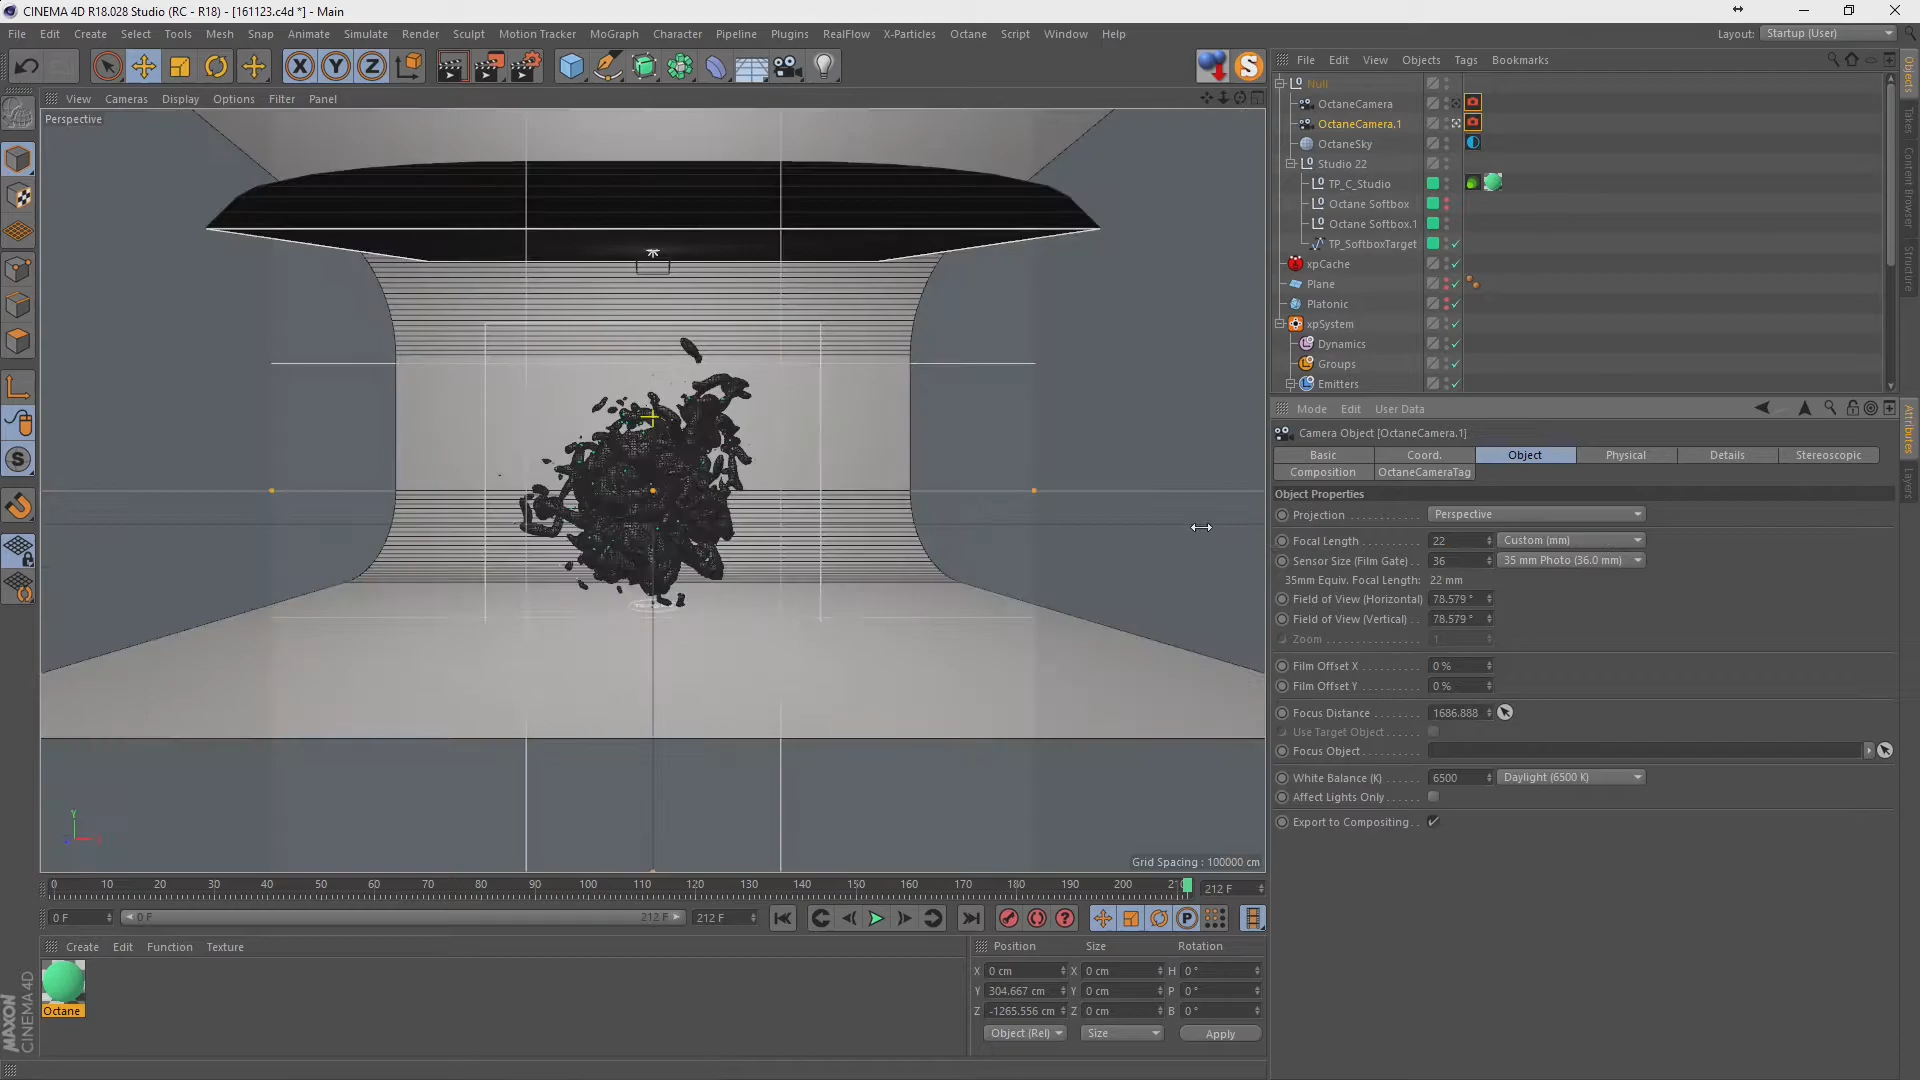 CINEMA 4D R18.028 Studio (RC - R18) - [161123.c4d *] - Main
File Edit Create Select Tools Mesh Snap Animate Simulate Render Sculpt Motion Tracker MoGraph Character Pipeline Plugins RealFlow X-Particles Octane Script Window Help
Layout: Startup (User)
X Y Z
S
File Edit View Objects Tags Bookmarks
View Cameras Display Options Filter Panel
Perspective
Null
OctaneCamera
OctaneCamera.1
OctaneSky
Studio 22
TP_C_Studio
Octane Softbox
Octane Softbox.1
TP_SoftboxTarget
xpCache
Plane
Platonic
xpSystem
Dynamics
Groups
Emitters
Objects
Takes
Content Browser
Structure
Mode Edit User Data
Camera Object [OctaneCamera.1]
Basic Coord. Object Physical Details Stereoscopic
Composition OctaneCameraTag
Object Properties
Projection Perspective
Focal Length 22 Custom (mm)
Sensor Size (Film Gate) 36 35 mm Photo (36.0 mm)
35mm Equiv. Focal Length: 22 mm
Field of View (Horizontal) 78.579 °
Field of View (Vertical) 78.579 °
Zoom 1
Film Offset X 0 %
Film Offset Y 0 %
Focus Distance 1686.888
Use Target Object
Focus Object
White Balance (K) 6500 Daylight (6500 K)
Affect Lights Only
Export to Compositing
Attributes
Layers
Y
Grid Spacing : 100000 cm
0 10 20 30 40 50 60 70 80 90 100 110 120 130 140 150 160 170 180 190 200 212 F
0 F 0 F 212 F 212 F
P
Create Edit Function Texture
Octane
MAXON CINEMA 4D
Position Size Rotation
X 0 cm X 0 cm H 0 °
Y 304.667 cm Y 0 cm P 0 °
Z -1265.556 cm Z 0 cm B 0 °
Object (Rel) Size Apply